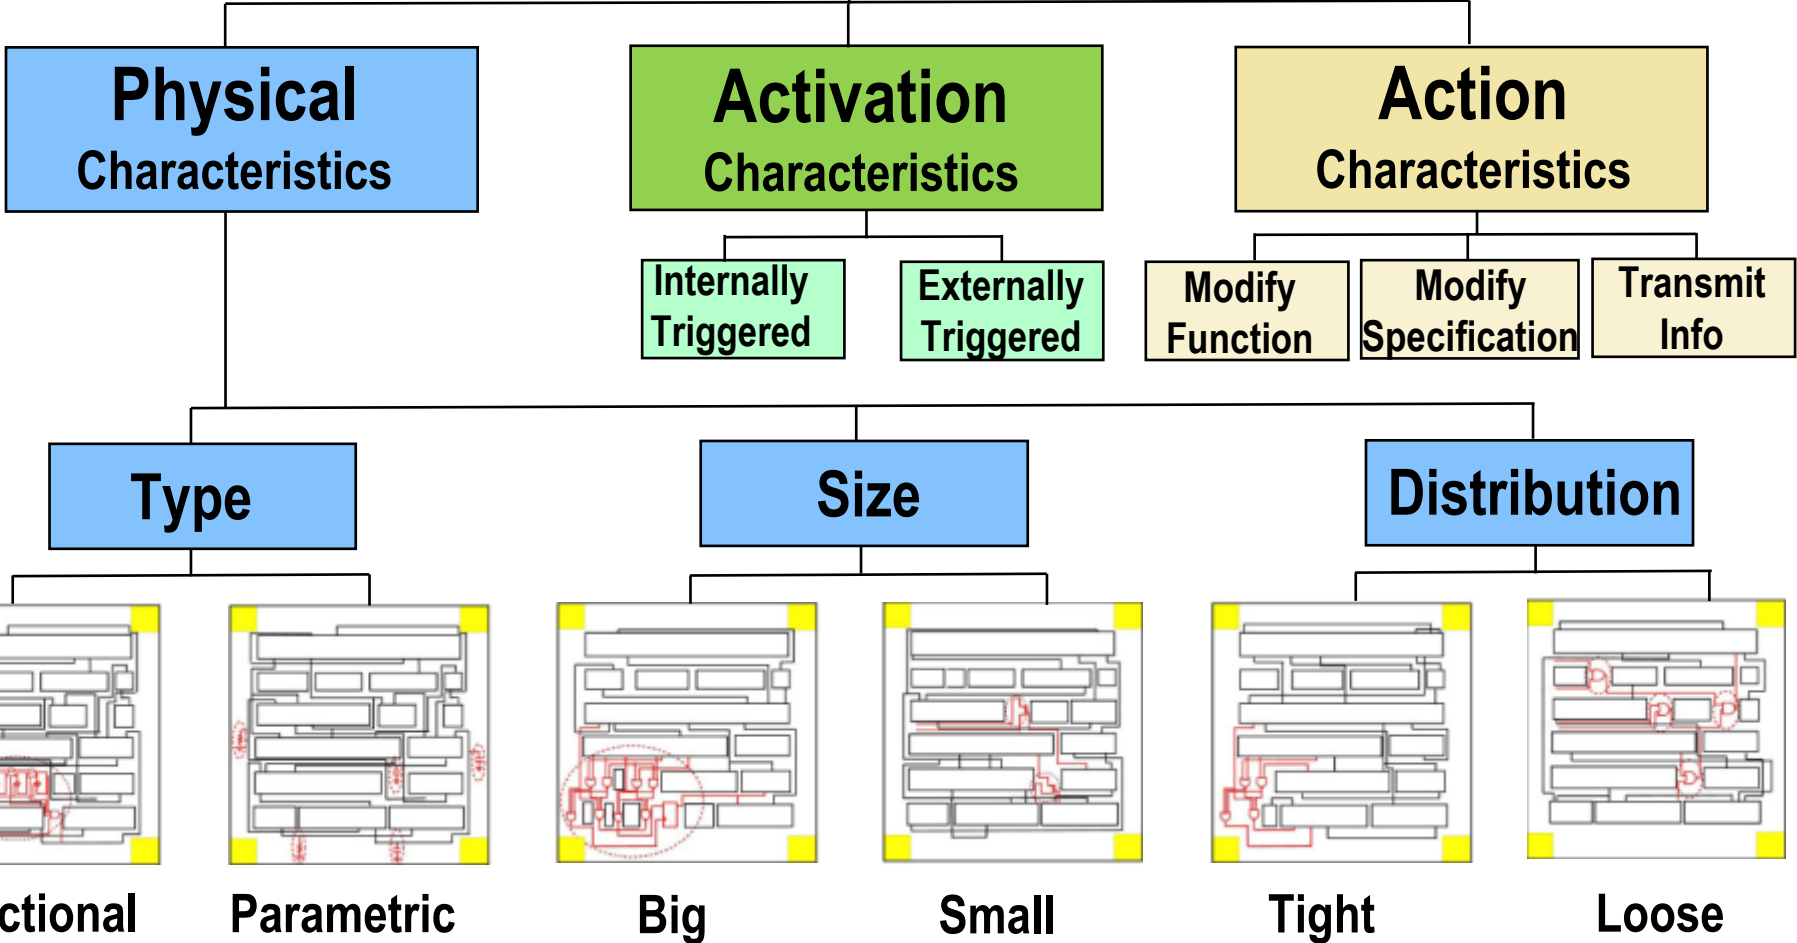 Physical
Characteristics
Activation
Characteristics
Action
Characteristics
Internally
Triggered
Externally
Triggered
Modify
Function
Modify
Specification
Transmit
Info
Type
Size
Distribution
ctional
Parametric
Big
Small
Tight
Loose